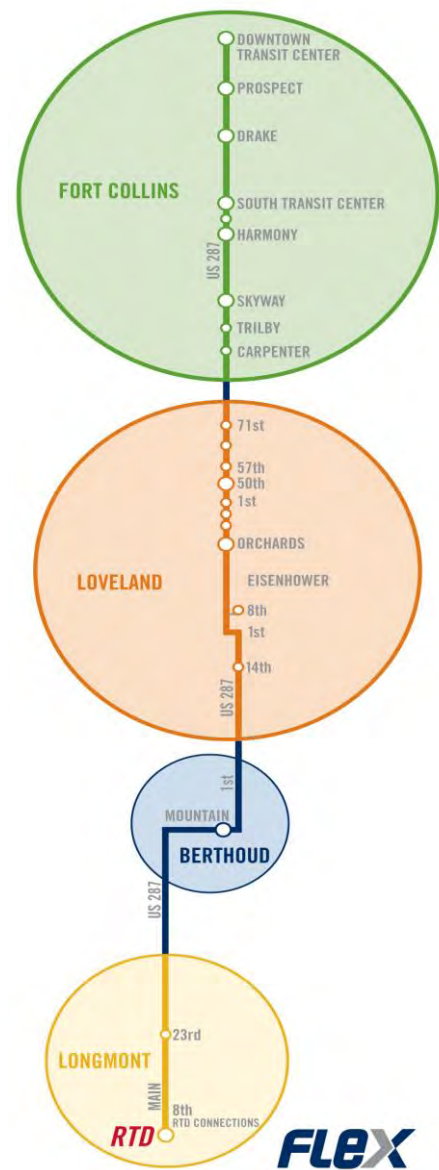 DOWNTOWN
TRANSIT CENTER
PROSPECT
DRAKE
FORT COLLINS
SOUTH TRANSIT CENTER
HARMONY
US 287
SKYWAY
TRILBY
CARPENTER
71st
57th
50th
1st
ORCHARDS
LOVELAND
EISENHOWER
8th
1st
14th
US 287
1st
MOUNTAIN
BERTHOUD
US 287
23rd
LONGMONT
MAIN
8th
RTD CONNECTIONS
RTD
FLEX